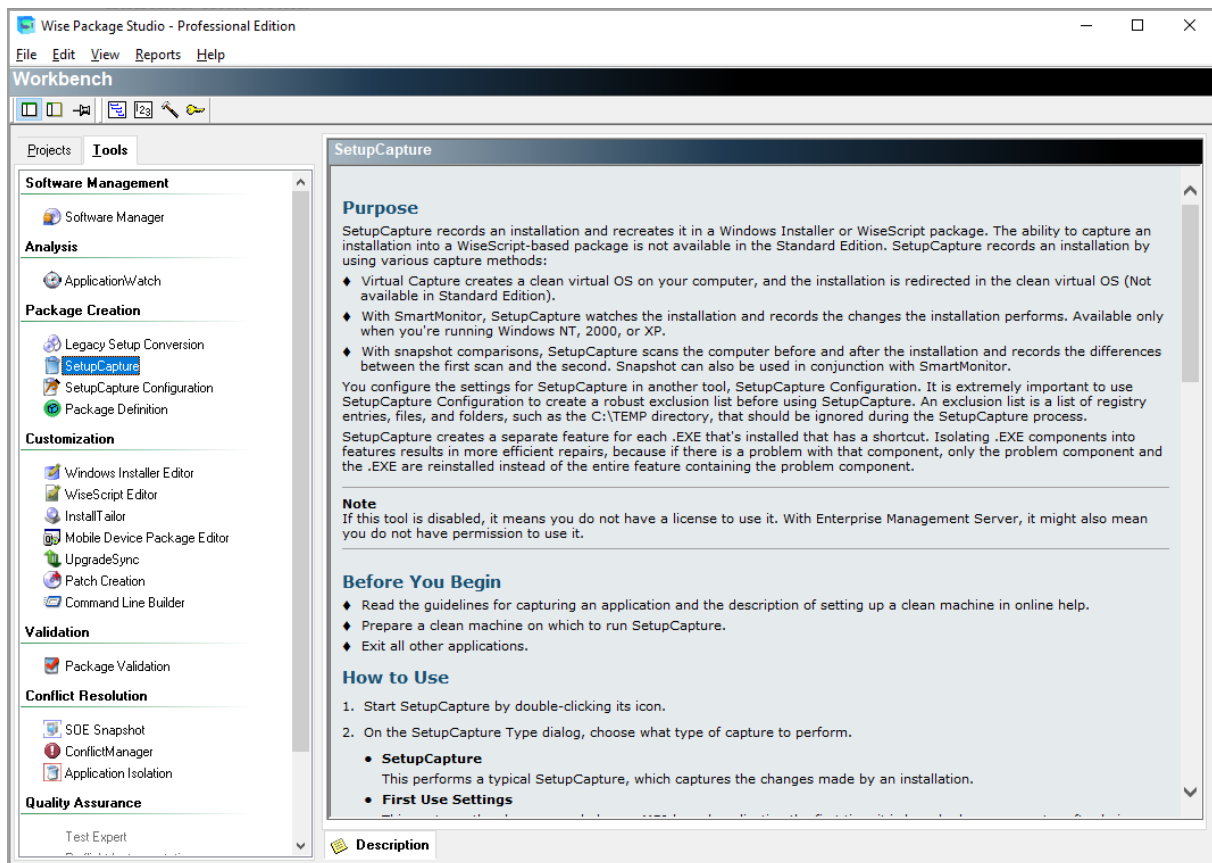 Wise Package Studio - Professional Edition
File Edit View Reports Help
Workbench
Projects Tools
Software Management
Software Manager
Analysis
ApplicationWatch
Package Creation
Legacy Setup Conversion
SetupCapture
SetupCapture Configuration
Package Definition
Customization
Windows Installer Editor
WiseScript Editor
InstallTailor
Mobile Device Package Editor
UpgradeSync
Patch Creation
Command Line Builder
Validation
Package Validation
Conflict Resolution
SOE Snapshot
ConflictManager
Application Isolation
Quality Assurance
Test Expert
SetupCapture
Purpose
SetupCapture records an installation and recreates it in a Windows Installer or WiseScript package. The ability to capture an
installation into a WiseScript-based package is not available in the Standard Edition. SetupCapture records an installation by
using various capture methods:
♦ Virtual Capture creates a clean virtual OS on your computer, and the installation is redirected in the clean virtual OS (Not
available in Standard Edition).
♦ With SmartMonitor, SetupCapture watches the installation and records the changes the installation performs. Available only
when you're running Windows NT, 2000, or XP.
♦ With snapshot comparisons, SetupCapture scans the computer before and after the installation and records the differences
between the first scan and the second. Snapshot can also be used in conjunction with SmartMonitor.
You configure the settings for SetupCapture in another tool, SetupCapture Configuration. It is extremely important to use
SetupCapture Configuration to create a robust exclusion list before using SetupCapture. An exclusion list is a list of registry
entries, files, and folders, such as the C:\TEMP directory, that should be ignored during the SetupCapture process.
SetupCapture creates a separate feature for each .EXE that's installed that has a shortcut. Isolating .EXE components into
features results in more efficient repairs, because if there is a problem with that component, only the problem component and
the .EXE are reinstalled instead of the entire feature containing the problem component.
Note
If this tool is disabled, it means you do not have a license to use it. With Enterprise Management Server, it might also mean
you do not have permission to use it.
Before You Begin
♦ Read the guidelines for capturing an application and the description of setting up a clean machine in online help.
♦ Prepare a clean machine on which to run SetupCapture.
♦ Exit all other applications.
How to Use
1. Start SetupCapture by double-clicking its icon.
2. On the SetupCapture Type dialog, choose what type of capture to perform.
• SetupCapture
This performs a typical SetupCapture, which captures the changes made by an installation.
• First Use Settings
Description